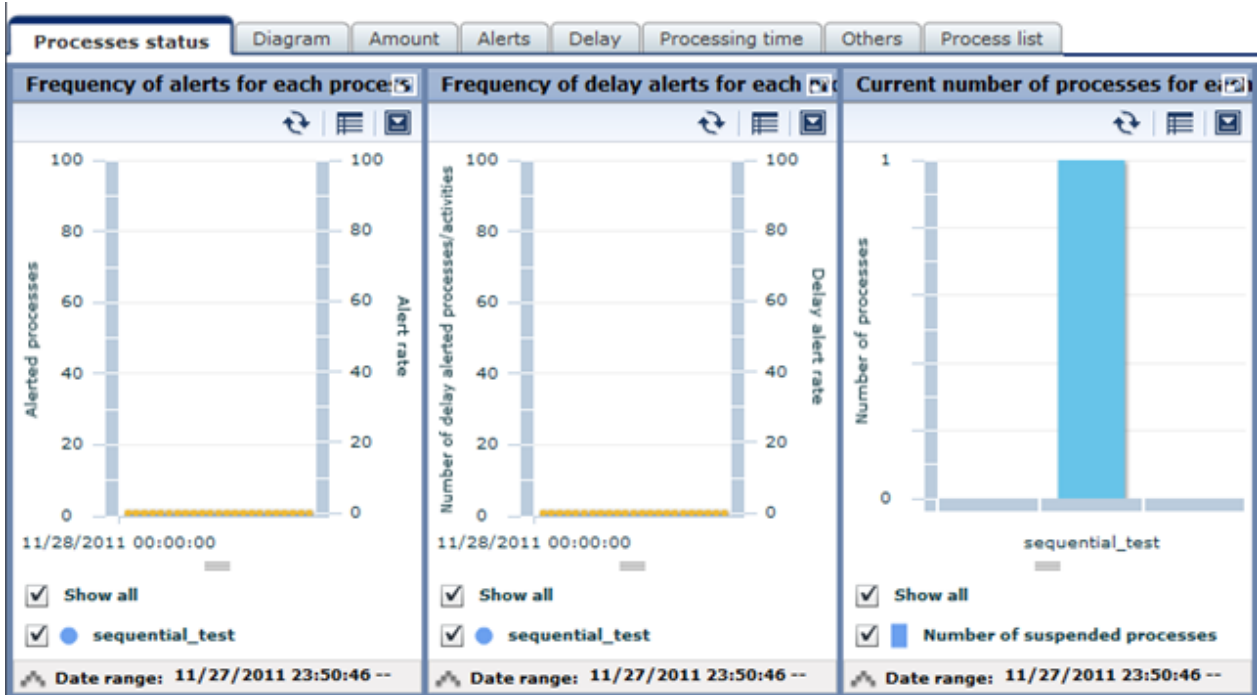 Processes status Diagram Amount Alerts Delay Processing time Others Process list
Frequency of alerts for each proce
100
80
60
40
20
0
Alerted processes
100
80
60
40
20
0
Alert rate
11/28/2011 00:00:00
Show all
sequential_test
Date range: 11/27/2011 23:50:46 --
Frequency of delay alerts for each
100
80
60
40
20
0
Number of delay alerted processes/activities
100
80
60
40
20
0
Delay alert rate
11/28/2011 00:00:00
Show all
sequential_test
Date range: 11/27/2011 23:50:46 --
Current number of processes for
1
0
Number of processes
sequential_test
Show all
Number of suspended processes
Date range: 11/27/2011 23:50:46 --